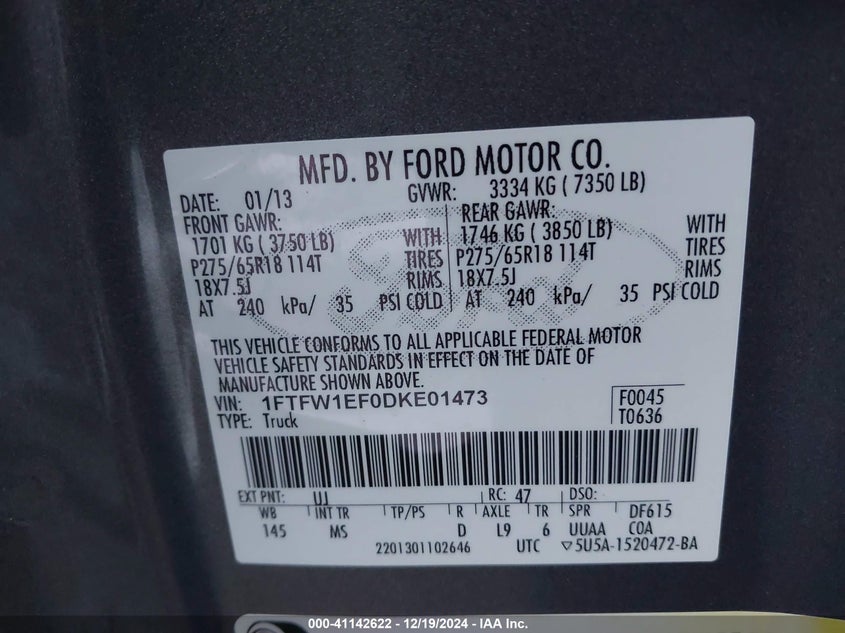 MFD. BY FORD MOTOR CO.
DATE: 01/13 GVWR: 3334 KG ( 7350 LB)
FRONT GAWR: REAR GAWR:
1701 KG ( 3750 LB) WITH 1746 KG ( 3850 LB) WITH
P275/65R18 114T TIRES P275/65R18 114T TIRES
18X7.5J RIMS 18X7.5J RIMS
AT 240 kPa/ 35 PSI COLD AT 240 kPa/ 35 PSI COLD
THIS VEHICLE CONFORMS TO ALL APPLICABLE FEDERAL MOTOR
VEHICLE SAFETY STANDARDS IN EFFECT ON THE DATE OF
MANUFACTURE SHOWN ABOVE.
VIN: 1FTFW1EF0DKE01473 F0045
TYPE: Truck T0636
EXT PNT: UJ RC: 47 DSO:
WB INT TR TP/PS R AXLE TR SPR DF615
145 MS D L9 6 UUAA COA
2201301102646 UTC ▽5U5A-1520472-BA
000-41142622 - 12/19/2024 - IAA Inc.